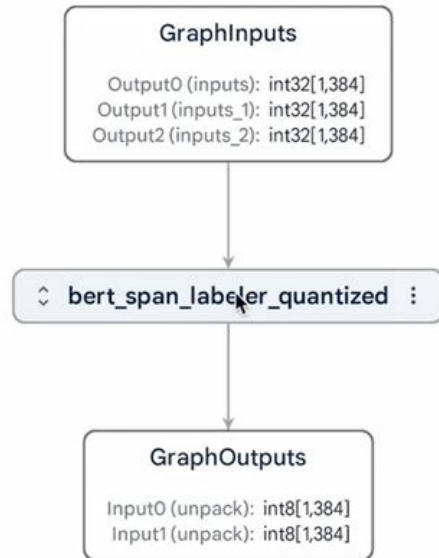 GraphInputs
Output0 (inputs): int32[1,384]
Output1 (inputs_1): int32[1,384]
Output2 (inputs_2): int32[1,384]
bert_span_labeler_quantized
GraphOutputs
Input0 (unpack): int8[1,384]
Input1 (unpack): int8[1,384]